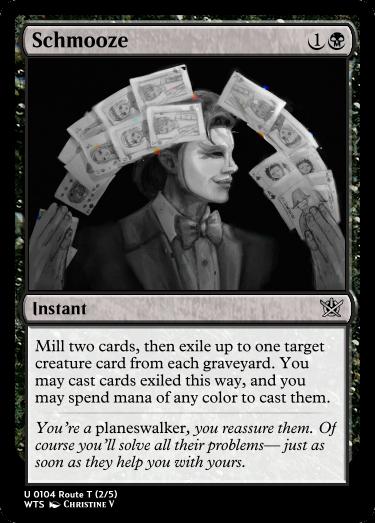 Schmooze 1
Instant
Mill two cards, then exile up to one target
creature card from each graveyard. You
may cast cards exiled this way, and you
may spend mana of any color to cast them.
You're a planeswalker, you reassure them. Of
course you'll solve all their problems— just as
soon as they help you with yours.
U 0104 Route T (2/5)
WTS Christine V